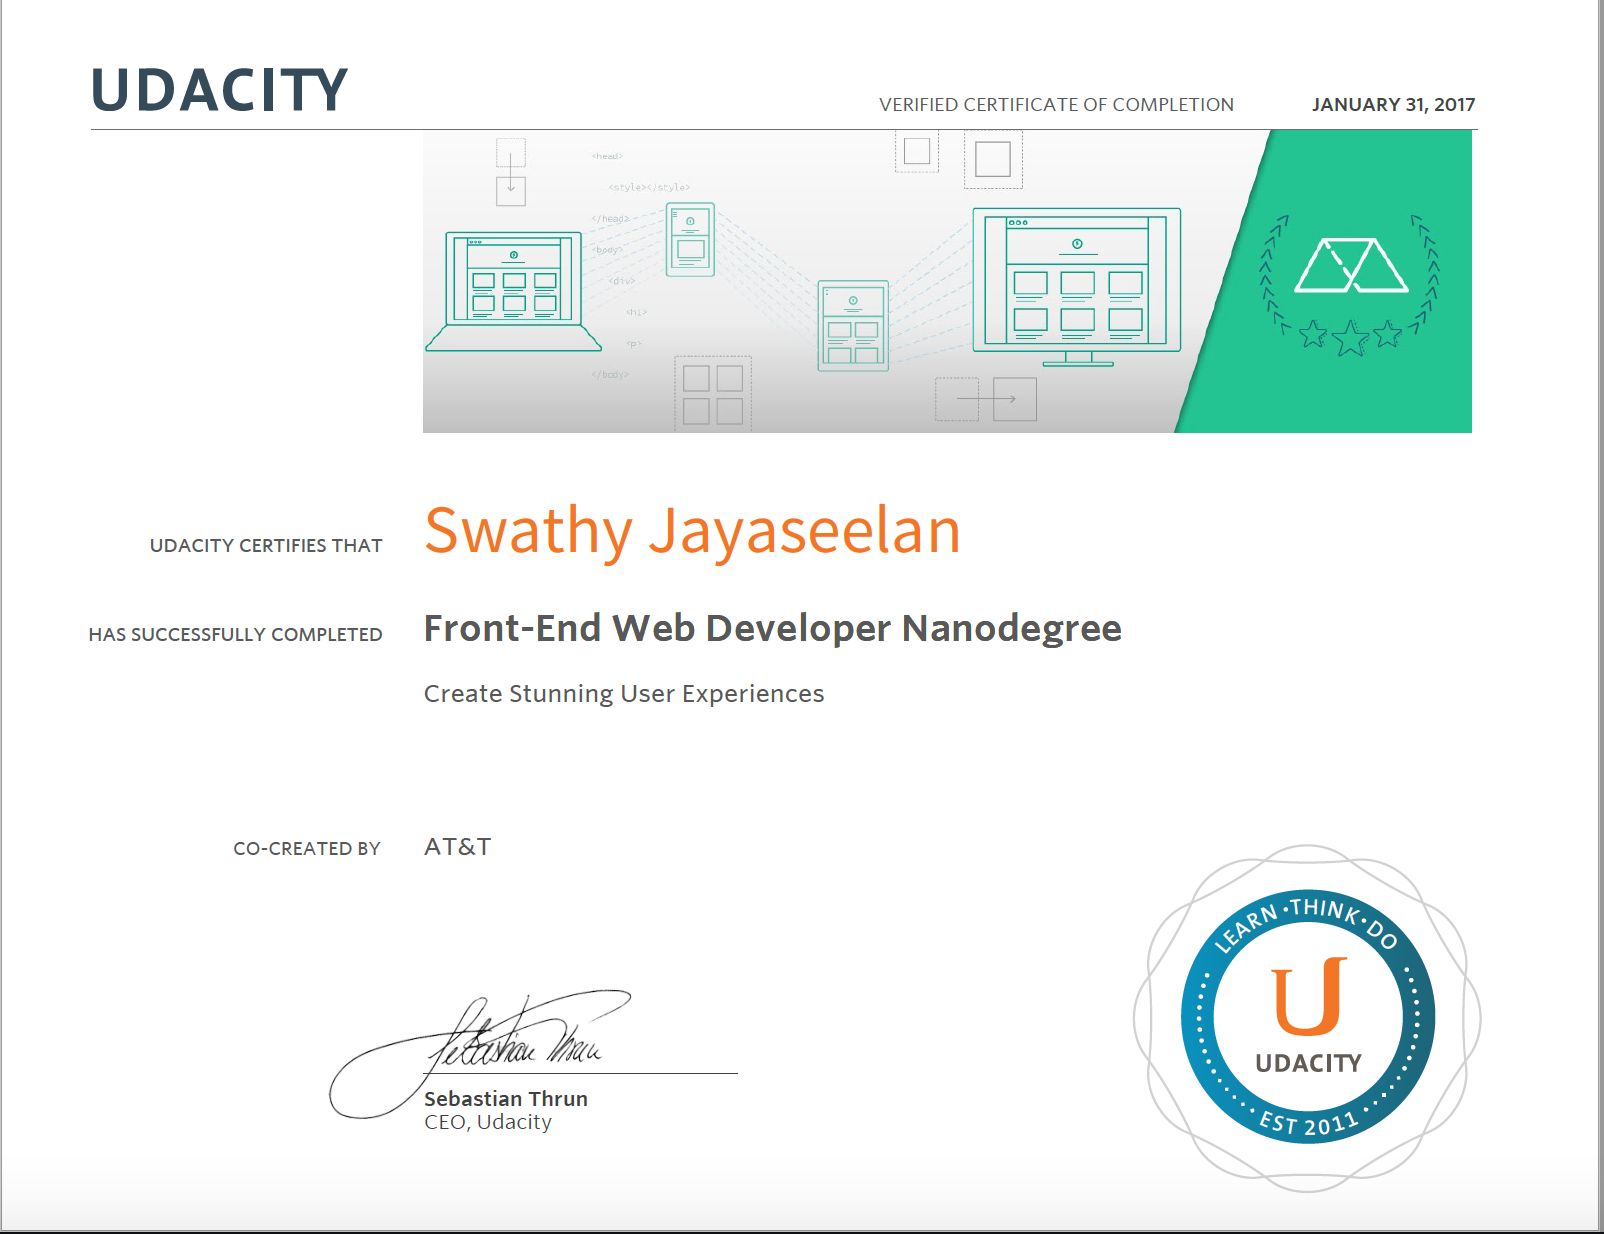 UDACITY
VERIFIED CERTIFICATE OF COMPLETION JANUARY 31, 2017
<head>
<style></style>
</head>
<body>
<div>
<h1>
<p>
</body>
UDACITY CERTIFIES THAT Swathy Jayaseelan
HAS SUCCESSFULLY COMPLETED Front-End Web Developer Nanodegree
Create Stunning User Experiences
CO-CREATED BY AT&T
Sebastian Thrun
Sebastian Thrun
CEO, Udacity
LEARN · THINK · DO
U
UDACITY
EST 2011